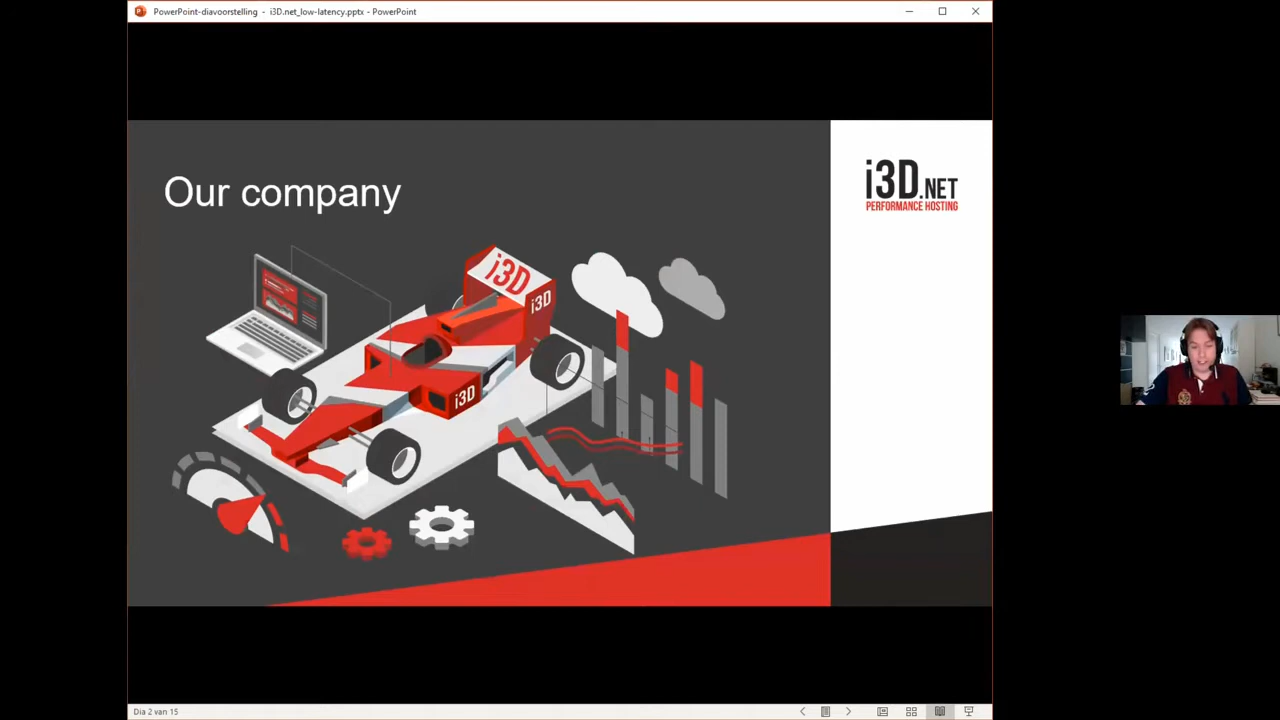 PowerPoint-diavoorstelling - i3D.net_low-latency.pptx - PowerPoint
Our company
i3D.NET
PERFORMANCE HOSTING
i3D
i3D
i3D
Dia 2 van 15